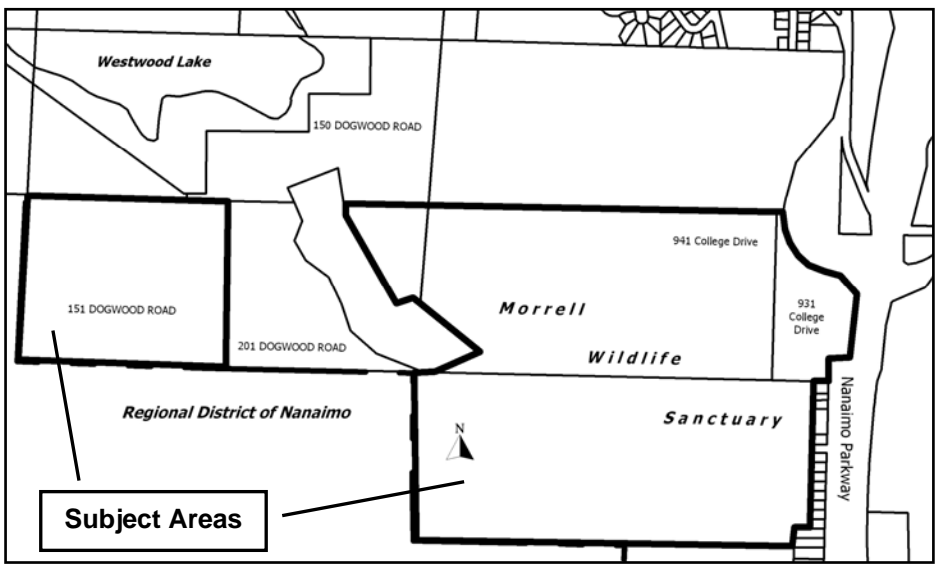 Westwood Lake
150 DOGWOOD ROAD
941 College Drive
151 DOGWOOD ROAD
Morrell
931
College
Drive
201 DOGWOOD ROAD
Wildlife
Regional District of Nanaimo
Sanctuary
N
Nanaimo Parkway
Subject Areas